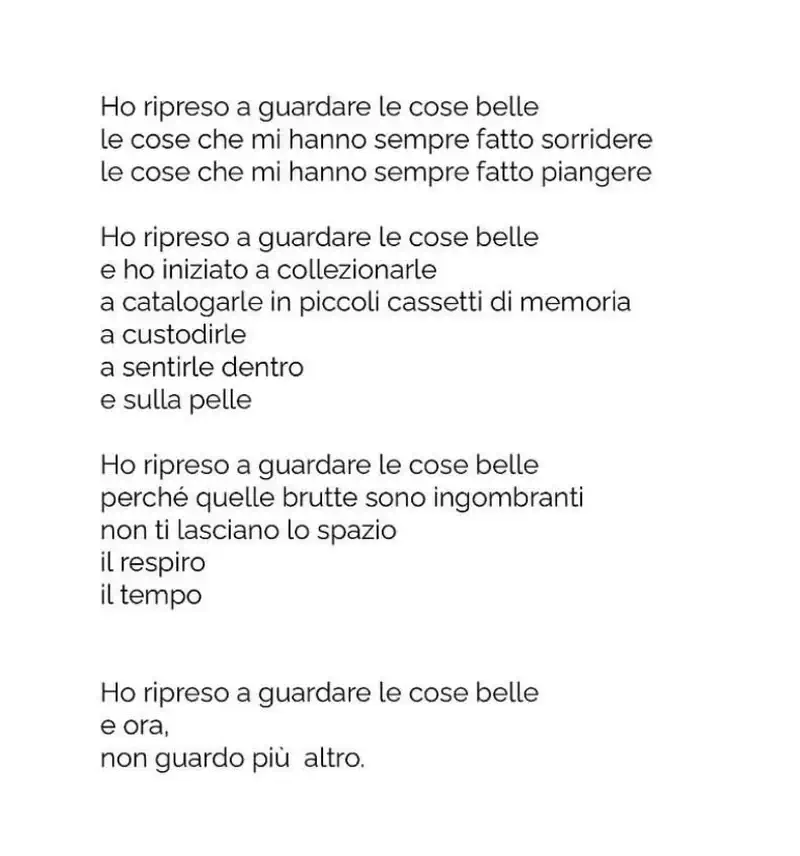 Ho ripreso a guardare le cose belle
le cose che mi hanno sempre fatto sorridere
le cose che mi hanno sempre fatto piangere
Ho ripreso a guardare le cose belle
e ho iniziato a collezionarle
a catalogarle in piccoli cassetti di memoria
a custodirle
a sentirle dentro
e sulla pelle
Ho ripreso a guardare le cose belle
perché quelle brutte sono ingombranti
non ti lasciano lo spazio
il respiro
il tempo
Ho ripreso a guardare le cose belle
e ora,
non guardo più  altro.